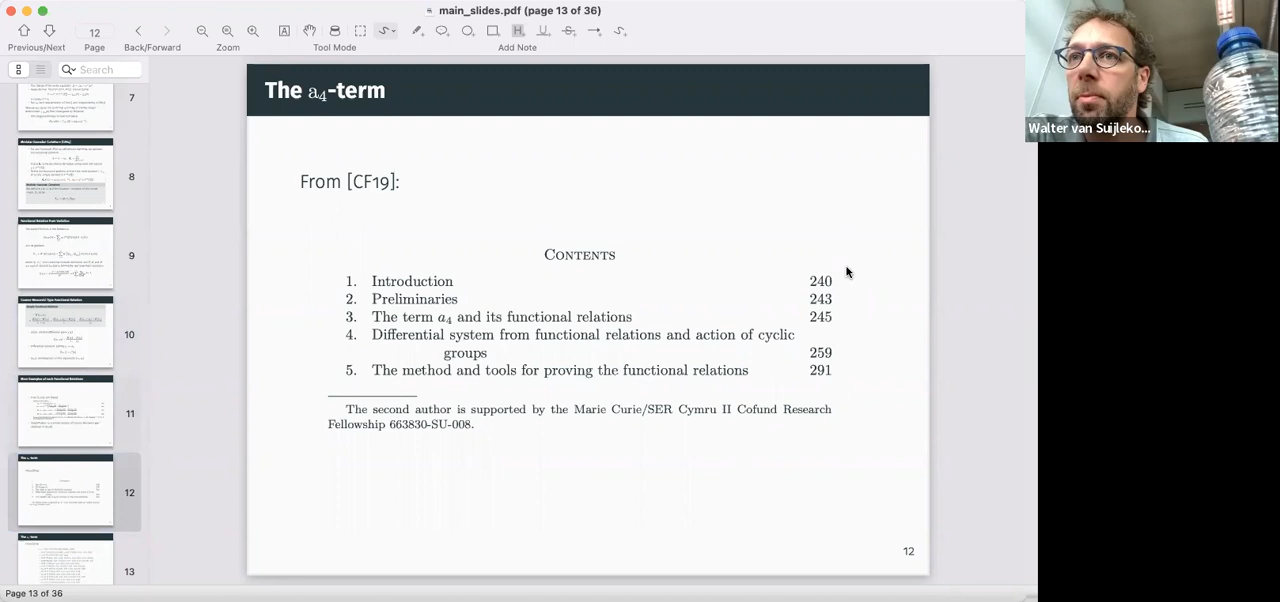 main_slides.pdf (page 13 of 36)
12
Previous/Next
Page
Back/Forward
Zoom
Tool Mode
Add Note
Search
8
9
10
12
13
The a4-term
From [CF19]:
Contents
1. Introduction 240
2. Preliminaries 243
3. The term a4 and its functional relations 245
4. Differential system from functional relations and action of cyclic
groups 259
5. The method and tools for proving the functional relations 291
The second author is supported by the Marie Curie/SER Cymru II Cofund Research
Fellowship 663830-SU-008.
12
Page 13 of 36
Walter van Suijleko...